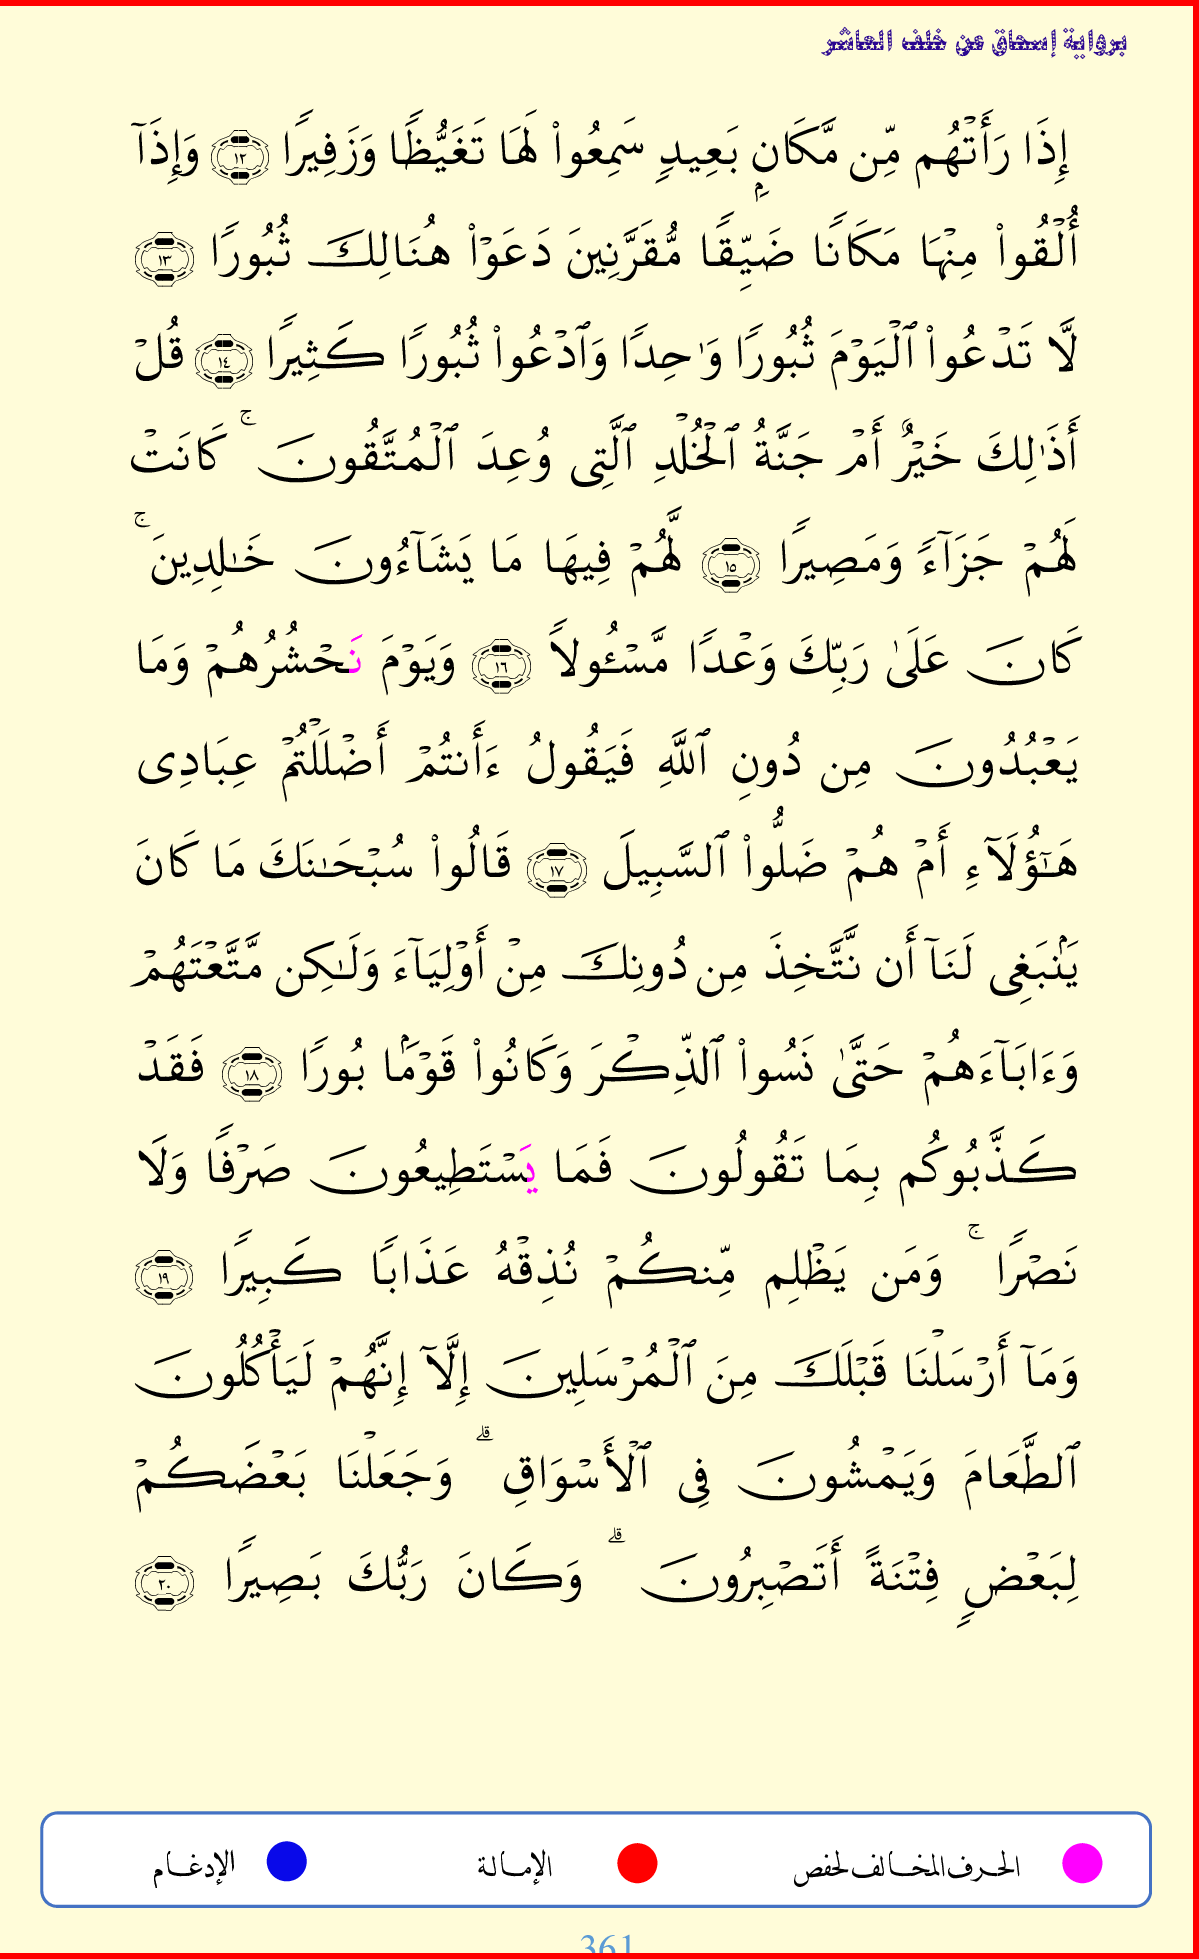 برواية إسحاق عن خلف العاشر
إِذَا رَأَتْهُم مِّن مَّكَانِۭ بَعِيدٍ سَمِعُوا۟ لَهَا تَغَيُّظًا وَزَفِيرًا ١٢ وَإِذَآ
أُلْقُوا۟ مِنْهَا مَكَانًا ضَيِّقًا مُّقَرَّنِينَ دَعَوْا۟ هُنَالِكَ ثُبُورًا ١٣
لَّا تَدْعُوا۟ ٱلْيَوْمَ ثُبُورًا وَٰحِدًا وَٱدْعُوا۟ ثُبُورًا كَثِيرًا ١٤ قُلْ
أَذَٰلِكَ خَيْرٌ أَمْ جَنَّةُ ٱلْخُلْدِ ٱلَّتِى وُعِدَ ٱلْمُتَّقُونَ ۚ كَانَتْ
لَهُمْ جَزَآءً وَمَصِيرًا ١٥ لَّهُمْ فِيهَا مَا يَشَآءُونَ خَـٰلِدِينَ ۚ
كَانَ عَلَىٰ رَبِّكَ وَعْدًا مَّسْـُٔولًا ١٦ وَيَوْمَ نَحْشُرُهُمْ وَمَا
يَعْبُدُونَ مِن دُونِ ٱللَّهِ فَيَقُولُ ءَأَنتُمْ أَضْلَلْتُمْ عِبَادِى
هَـٰٓؤُلَآءِ أَمْ هُمْ ضَلُّوا۟ ٱلسَّبِيلَ ١٧ قَالُوا۟ سُبْحَـٰنَكَ مَا كَانَ
يَنۢبَغِى لَنَآ أَن نَّتَّخِذَ مِن دُونِكَ مِنْ أَوْلِيَآءَ وَلَـٰكِن مَّتَّعْتَهُمْ
وَءَابَآءَهُمْ حَتَّىٰ نَسُوا۟ ٱلذِّكْرَ وَكَانُوا۟ قَوْمَۢا بُورًا ١٨ فَقَدْ
كَذَّبُوكُم بِمَا تَقُولُونَ فَمَا يَسْتَطِيعُونَ صَرْفًا وَلَا
نَصْرًا ۚ وَمَن يَظْلِم مِّنكُمْ نُذِقْهُ عَذَابًا كَبِيرًا ١٩
وَمَآ أَرْسَلْنَا قَبْلَكَ مِنَ ٱلْمُرْسَلِينَ إِلَّآ إِنَّهُمْ لَيَأْكُلُونَ
ٱلطَّعَامَ وَيَمْشُونَ فِى ٱلْأَسْوَاقِ ۗ وَجَعَلْنَا بَعْضَكُمْ
لِبَعْضٍ فِتْنَةً أَتَصْبِرُونَ ۗ وَكَانَ رَبُّكَ بَصِيرًا ٢٠
الحرف المخالف لحفص الإمالة الإدغام
361